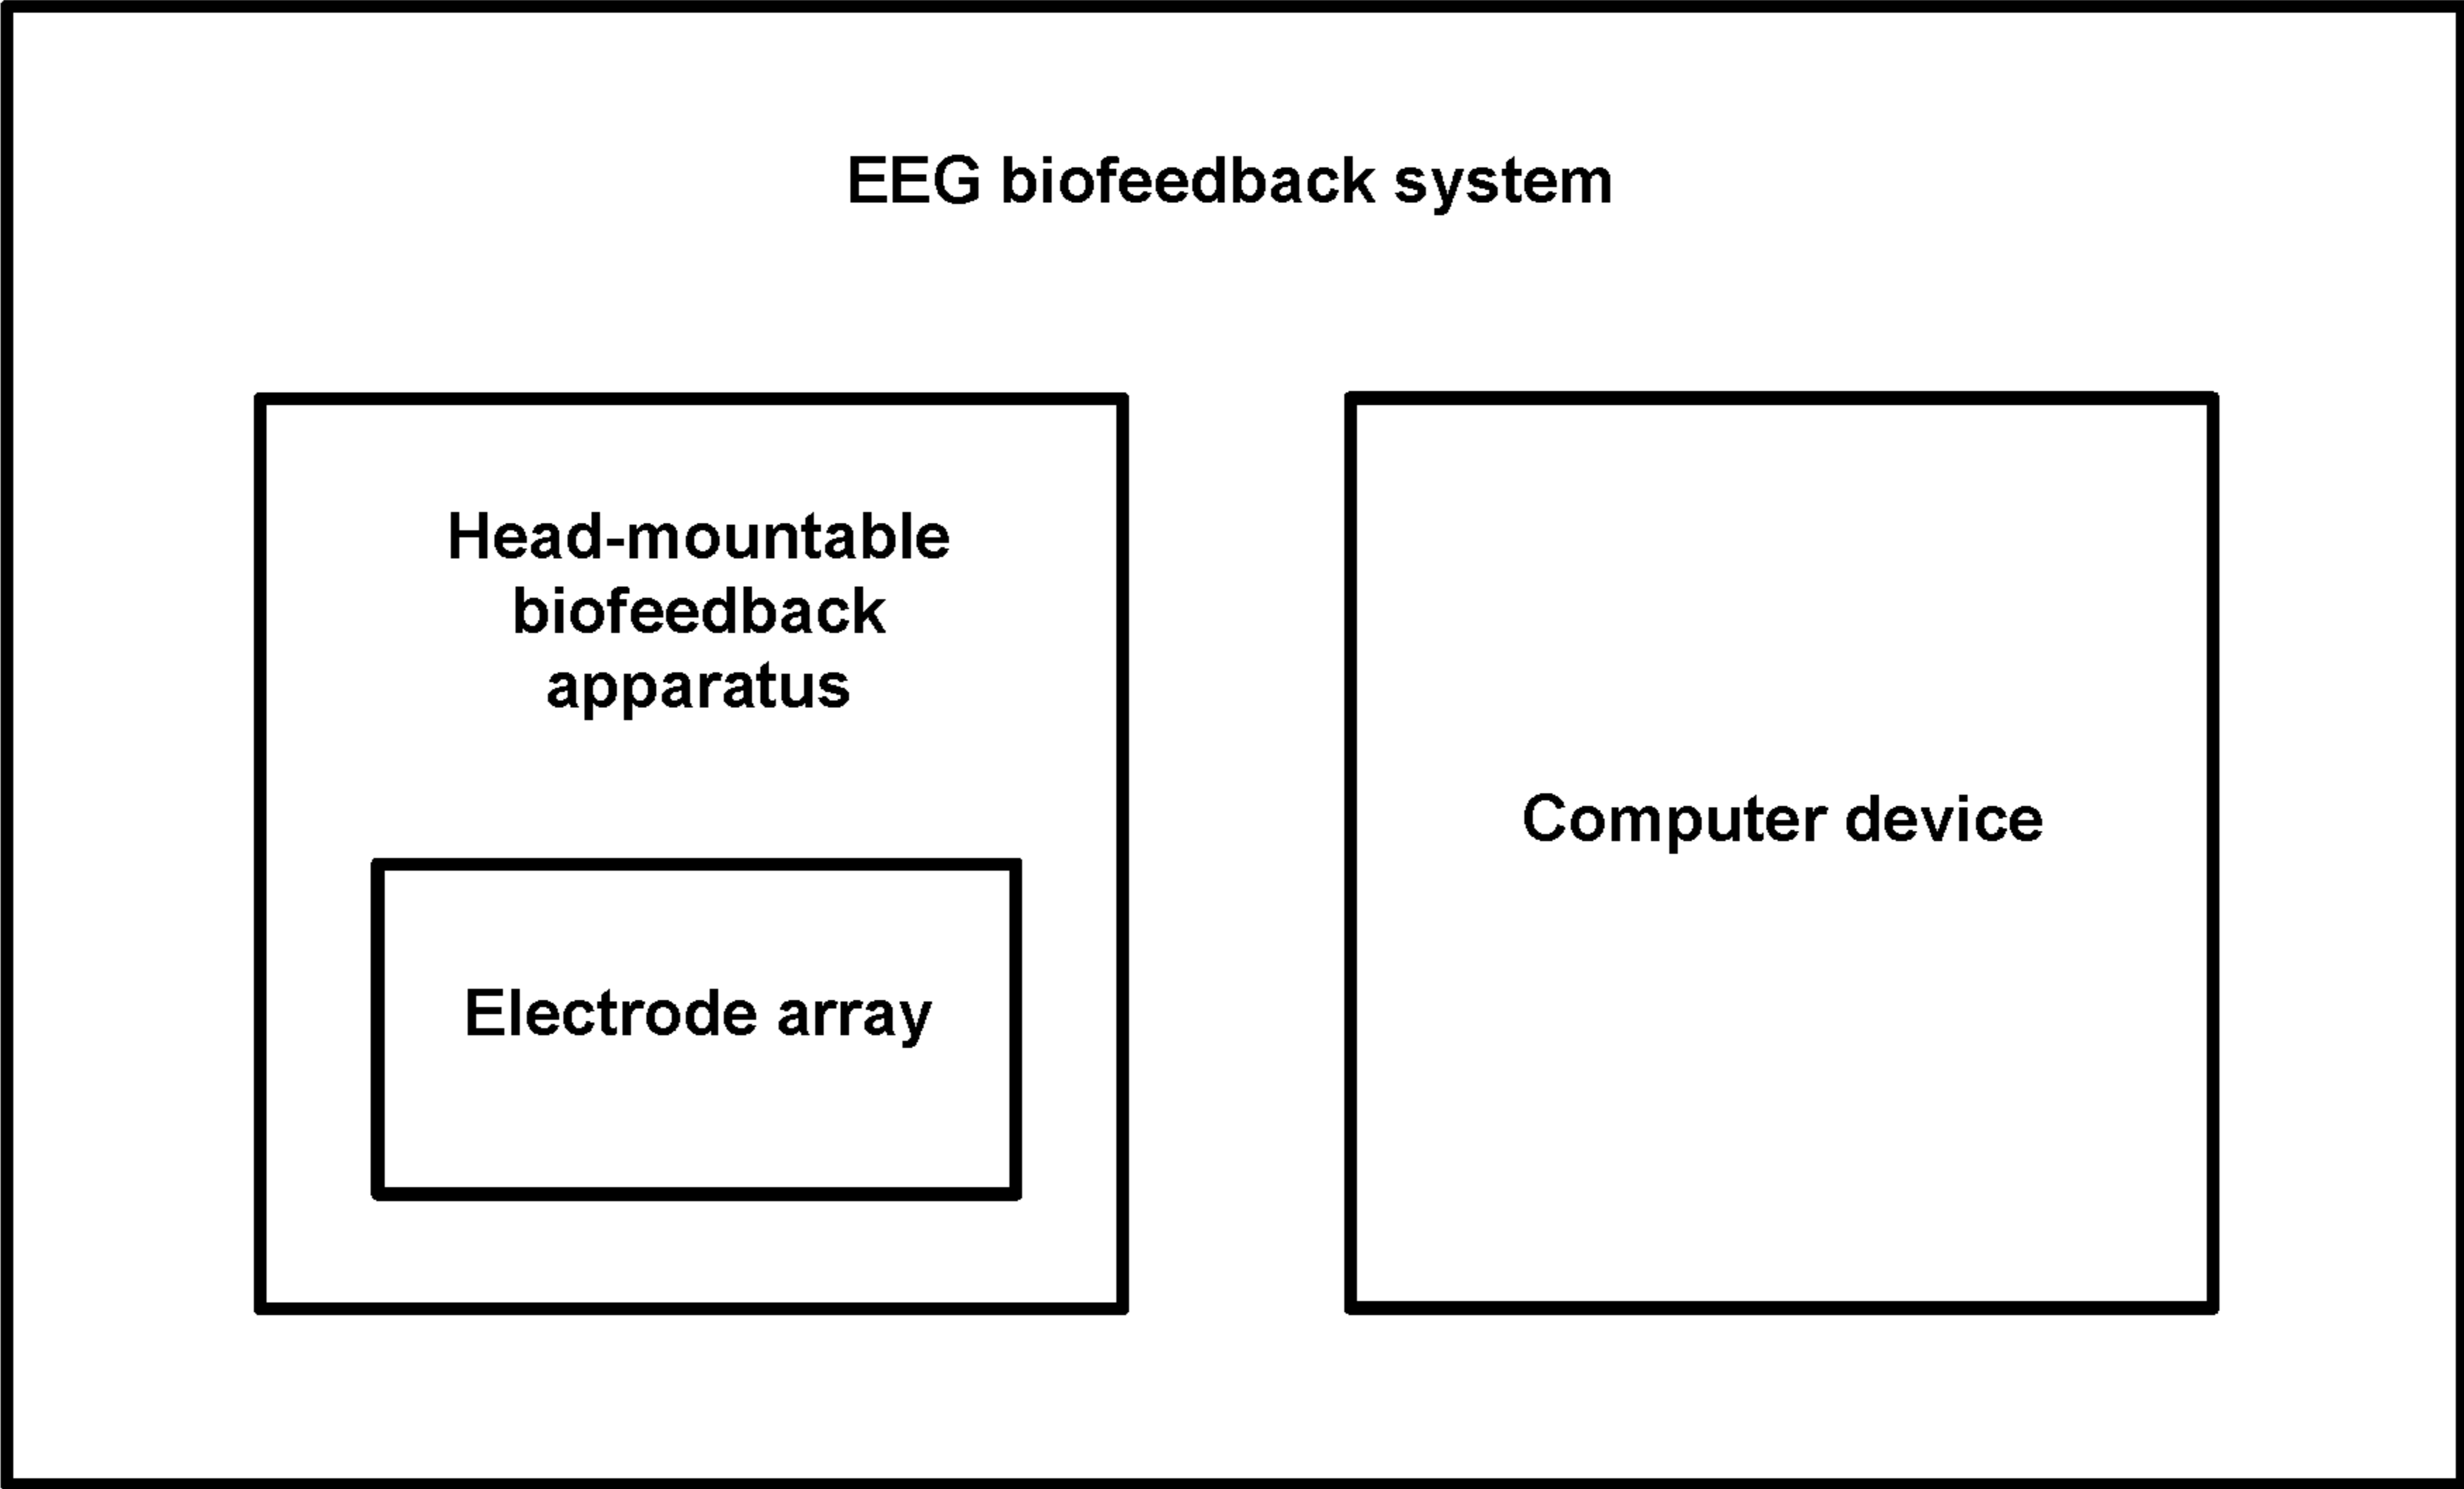 EEG biofeedback system
Head-mountable
biofeedback
apparatus
Electrode array
Computer device